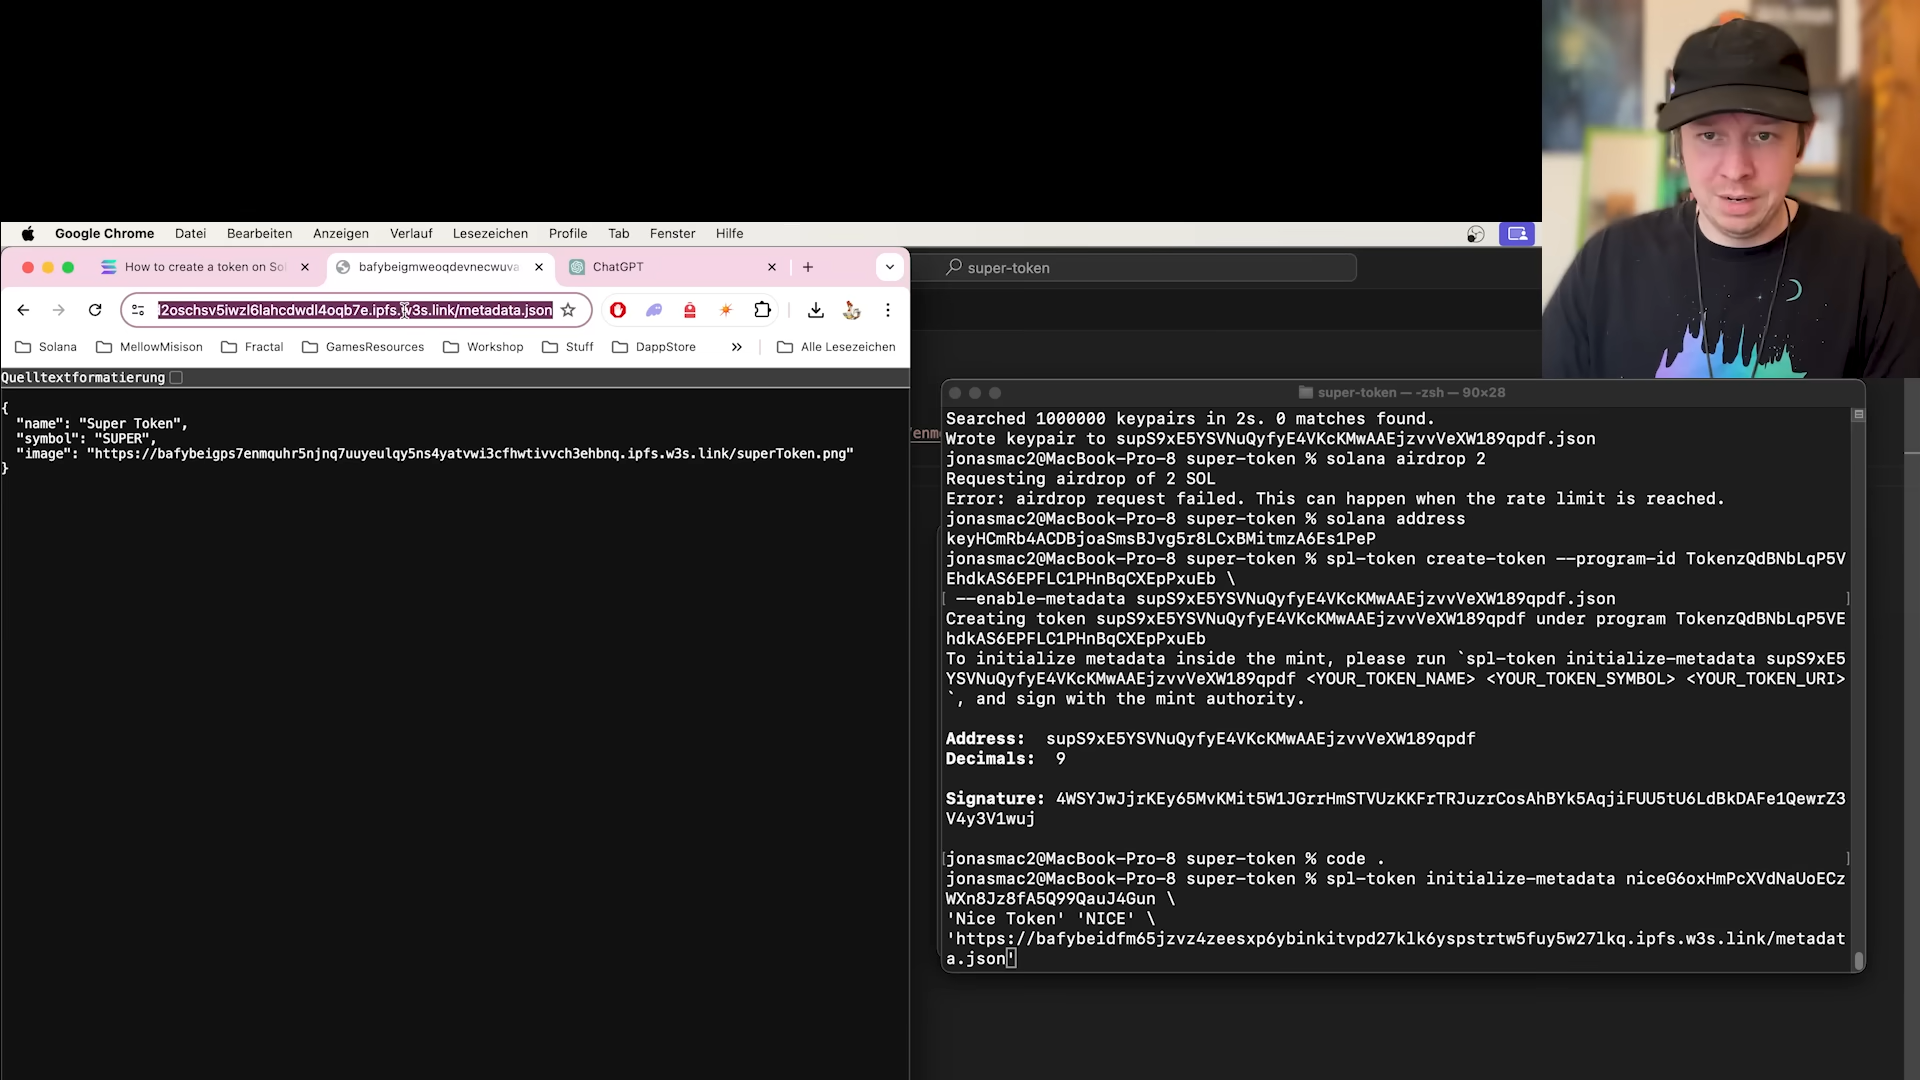 Google Chrome Datei Bearbeiten Anzeigen Verlauf Lesezeichen Profile Tab Fenster Hilfe
How to create a token on Sol
bafybeigmweoqdevnecwuva
ChatGPT
super-token
l2oschsv5iwzl6lahcdwdl4oqb7e.ipfs.w3s.link/metadata.json
Solana MellowMisison Fractal GamesResources Workshop Stuff DappStore » Alle Lesezeichen
Quelltextformatierung
{
"name": "Super Token",
"symbol": "SUPER",
"image": "https://bafybeigps7enmquhr5njnq7uuyeulqy5ns4yatvwi3cfhwtivvch3ehbnq.ipfs.w3s.link/superToken.png"
}
super-token — -zsh — 90×28
Searched 1000000 keypairs in 2s. 0 matches found.
Wrote keypair to supS9xE5YSVNuQyfyE4VKcKMwAAEjzvvVeXW189qpdf.json
jonasmac2@MacBook-Pro-8 super-token % solana airdrop 2
Requesting airdrop of 2 SOL
Error: airdrop request failed. This can happen when the rate limit is reached.
jonasmac2@MacBook-Pro-8 super-token % solana address
keyHCmRb4ACDBjoaSmsBJvg5r8LCxBMitmzA6Es1PeP
jonasmac2@MacBook-Pro-8 super-token % spl-token create-token --program-id TokenzQdBNbLqP5V
EhdkAS6EPFLC1PHnBqCXEpPxuEb \
--enable-metadata supS9xE5YSVNuQyfyE4VKcKMwAAEjzvvVeXW189qpdf.json
Creating token supS9xE5YSVNuQyfyE4VKcKMwAAEjzvvVeXW189qpdf under program TokenzQdBNbLqP5VE
hdkAS6EPFLC1PHnBqCXEpPxuEb
To initialize metadata inside the mint, please run `spl-token initialize-metadata supS9xE5
YSVNuQyfyE4VKcKMwAAEjzvvVeXW189qpdf <YOUR_TOKEN_NAME> <YOUR_TOKEN_SYMBOL> <YOUR_TOKEN_URI>
`, and sign with the mint authority.
Address: supS9xE5YSVNuQyfyE4VKcKMwAAEjzvvVeXW189qpdf
Decimals: 9
Signature: 4WSYJwJjrKEy65MvKMit5W1JGrrHmSTVUzKKFrTRJuzrCosAhBYk5AqjiFUU5tU6LdBkDAFe1QewrZ3
V4y3V1wuj
jonasmac2@MacBook-Pro-8 super-token % code .
jonasmac2@MacBook-Pro-8 super-token % spl-token initialize-metadata niceG6oxHmPcXVdNaUoECz
WXn8Jz8fA5Q99QauJ4Gun \
'Nice Token' 'NICE' \
'https://bafybeidfm65jzvz4zeesxp6ybinkitvpd27klk6yspstrtw5fuy5w27lkq.ipfs.w3s.link/metadat
a.json'